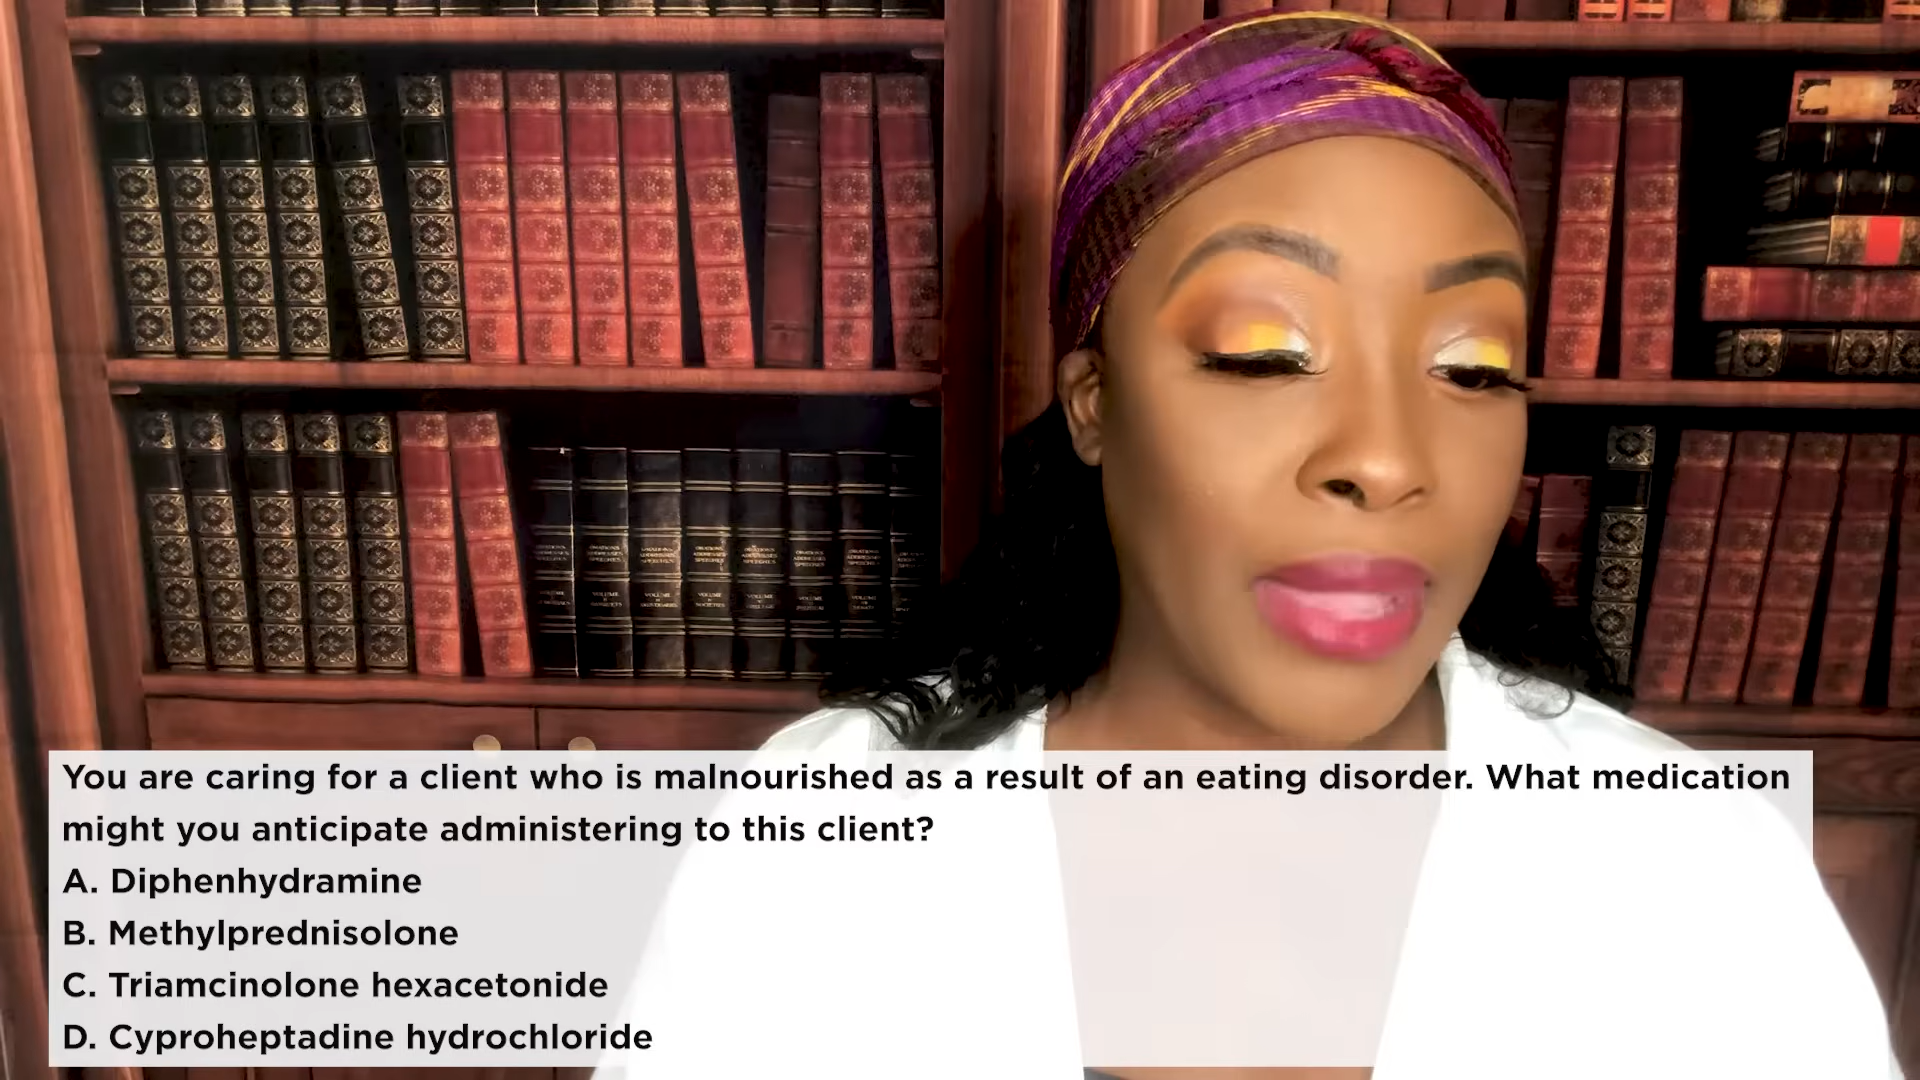 You are caring for a client who is malnourished as a result of an eating disorder. What medication
might you anticipate administering to this client?
A. Diphenhydramine
B. Methylprednisolone
C. Triamcinolone hexacetonide
D. Cyproheptadine hydrochloride